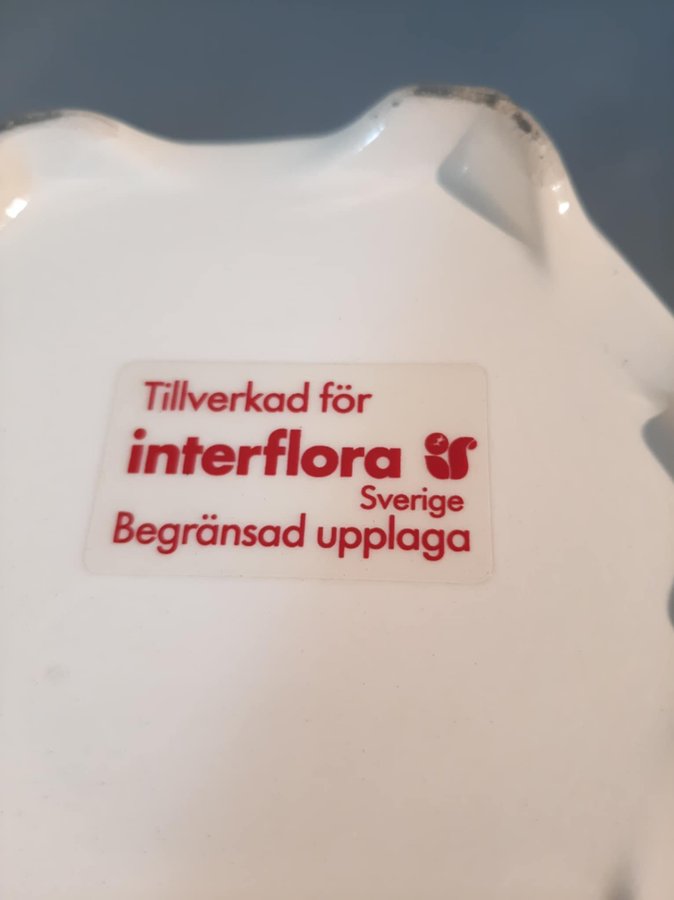 Tillverkad för
interflora
Sverige
Begränsad upplaga